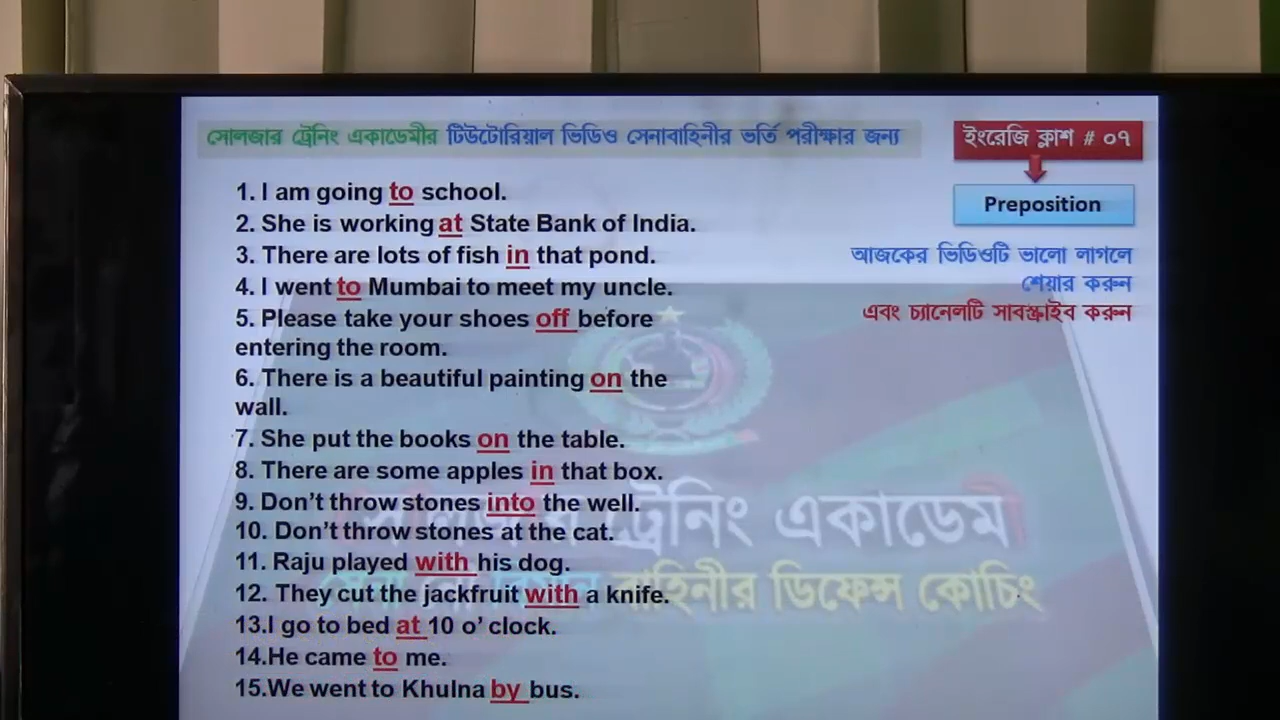 সোলজার ট্রেনিং একাডেমীর টিউটোরিয়াল ভিডিও সেনাবাহিনীর ভর্তি পরীক্ষার জন্য
ইংরেজি ক্লাশ # ০৭
Preposition
আজকের ভিডিওটি ভালো লাগলে
শেয়ার করুন
এবং চ্যানেলটি সাবস্ক্রাইব করুন
1. I am going to school.
2. She is working at State Bank of India.
3. There are lots of fish in that pond.
4. I went to Mumbai to meet my uncle.
5. Please take your shoes off before
entering the room.
6. There is a beautiful painting on the
wall.
7. She put the books on the table.
8. There are some apples in that box.
9. Don't throw stones into the well.
10. Don't throw stones at the cat.
11. Raju played with his dog.
12. They cut the jackfruit with a knife.
13.I go to bed at 10 o' clock.
14.He came to me.
15.We went to Khulna by bus.
ট্রেনিং একাডেমী
বাহিনীর ডিফেন্স কোচিং